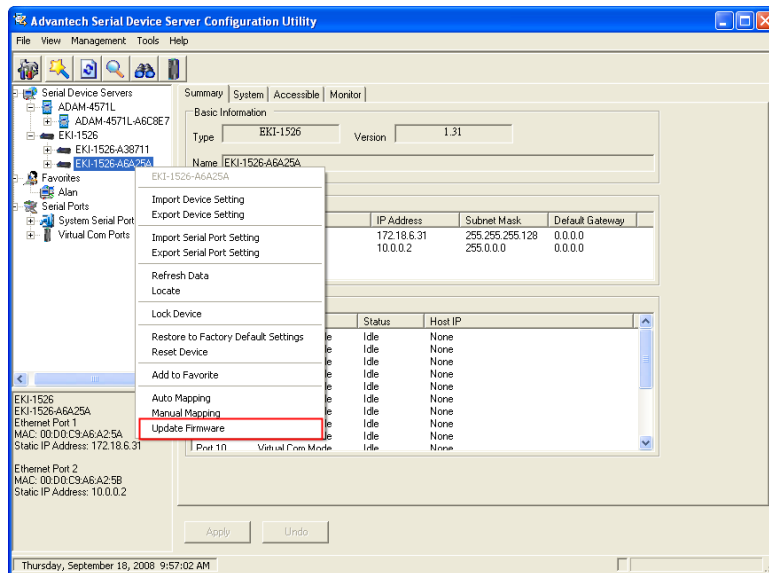 Advantech Serial Device Server Configuration Utility
File View Management Tools Help
Serial Device Servers
ADAM-4571L
ADAM-4571L-A6C8E7
EKI-1526
EKI-1526-A38711
EKI-1526-A6A25A
Favorites
Alan
Serial Ports
System Serial Port
Virtual Com Ports
EKI-1526
EKI-1526-A6A25A
Ethernet Port 1
MAC: 00:D0:C9:A6:A2:5A
Static IP Address: 172.18.6.31
Ethernet Port 2
MAC: 00:D0:C9:A6:A2:5B
Static IP Address: 10.0.0.2
Summary System Accessible Monitor
Basic Information
Type EKI-1526 Version 1.31
Name EKI-1526-A6A25A
EKI-1526-A6A25A
Import Device Setting
Export Device Setting
Import Serial Port Setting
Export Serial Port Setting
Refresh Data
Locate
Lock Device
Restore to Factory Default Settings
Reset Device
Add to Favorite
Auto Mapping
Manual Mapping
Update Firmware
IP Address Subnet Mask Default Gateway
172.18.6.31 255.255.255.128 0.0.0.0
10.0.0.2 255.0.0.0 0.0.0.0
Status Host IP
le Idle None
le Idle None
le Idle None
le Idle None
le Idle None
le Idle None
le Idle None
le Idle None
le Idle None
Port 10 Virtual Com Mode Idle None
Apply Undo
Thursday, September 18, 2008 9:57:02 AM